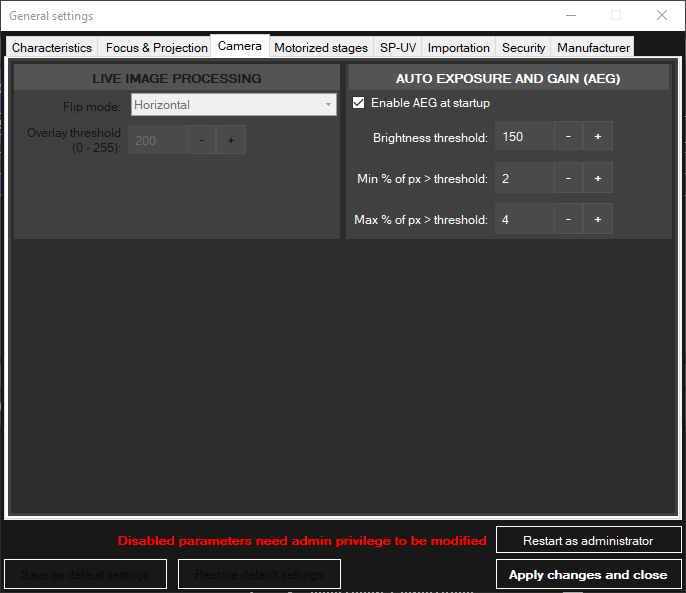 General settings
Characteristics Focus & Projection Camera Motorized stages SP-UV Importation Security Manufacturer
LIVE IMAGE PROCESSING
Flip mode: Horizontal
Overlay threshold
(0 - 255): 200 - +
AUTO EXPOSURE AND GAIN (AEG)
Enable AEG at startup
Brightness threshold: 150 - +
Min % of px > threshold: 2 - +
Max % of px > threshold: 4 - +
Disabled parameters need admin privilege to be modified Restart as administrator
Save as default settings Restore default settings Apply changes and close